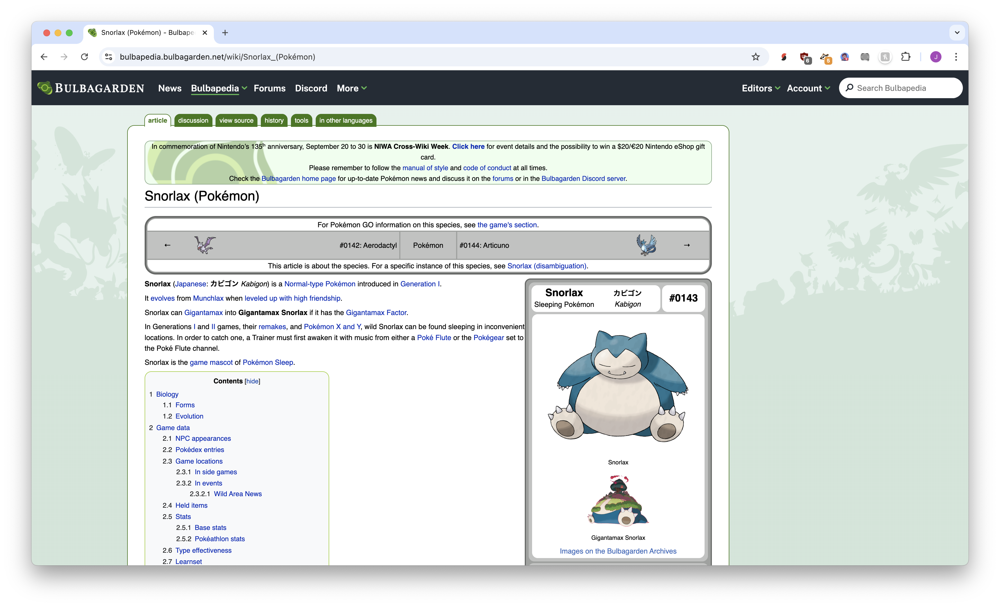 Snorlax (Pokémon) - Bulbape
bulbapedia.bulbagarden.net/wiki/Snorlax_(Pokémon)
6
5
J
BULBAGARDEN
News
Bulbapedia
Forums
Discord
More
Editors
Account
Search Bulbapedia
article
discussion
view source
history
tools
in other languages
In commemoration of Nintendo's 135th anniversary, September 20 to 30 is NIWA Cross-Wiki Week. Click here for event details and the possibility to win a $20/€20 Nintendo eShop gift
card.
Please remember to follow the manual of style and code of conduct at all times.
Check the Bulbagarden home page for up-to-date Pokémon news and discuss it on the forums or in the Bulbagarden Discord server.
Snorlax (Pokémon)
For Pokémon GO information on this species, see the game's section.
← #0142: Aerodactyl
Pokémon
#0144: Articuno →
This article is about the species. For a specific instance of this species, see Snorlax (disambiguation).
Snorlax (Japanese: カビゴン Kabigon) is a Normal-type Pokémon introduced in Generation I.
It evolves from Munchlax when leveled up with high friendship.
Snorlax can Gigantamax into Gigantamax Snorlax if it has the Gigantamax Factor.
In Generations I and II games, their remakes, and Pokémon X and Y, wild Snorlax can be found sleeping in inconvenient
locations. In order to catch one, a Trainer must first awaken it with music from either a Poké Flute or the Pokégear set to
the Poké Flute channel.
Snorlax is the game mascot of Pokémon Sleep.
Contents [hide]
1 Biology
1.1 Forms
1.2 Evolution
2 Game data
2.1 NPC appearances
2.2 Pokédex entries
2.3 Game locations
2.3.1 In side games
2.3.2 In events
2.3.2.1 Wild Area News
2.4 Held items
2.5 Stats
2.5.1 Base stats
2.5.2 Pokéathlon stats
2.6 Type effectiveness
2.7 Learnset
Snorlax
Sleeping Pokémon
カビゴン
Kabigon
#0143
Snorlax
Gigantamax Snorlax
Images on the Bulbagarden Archives